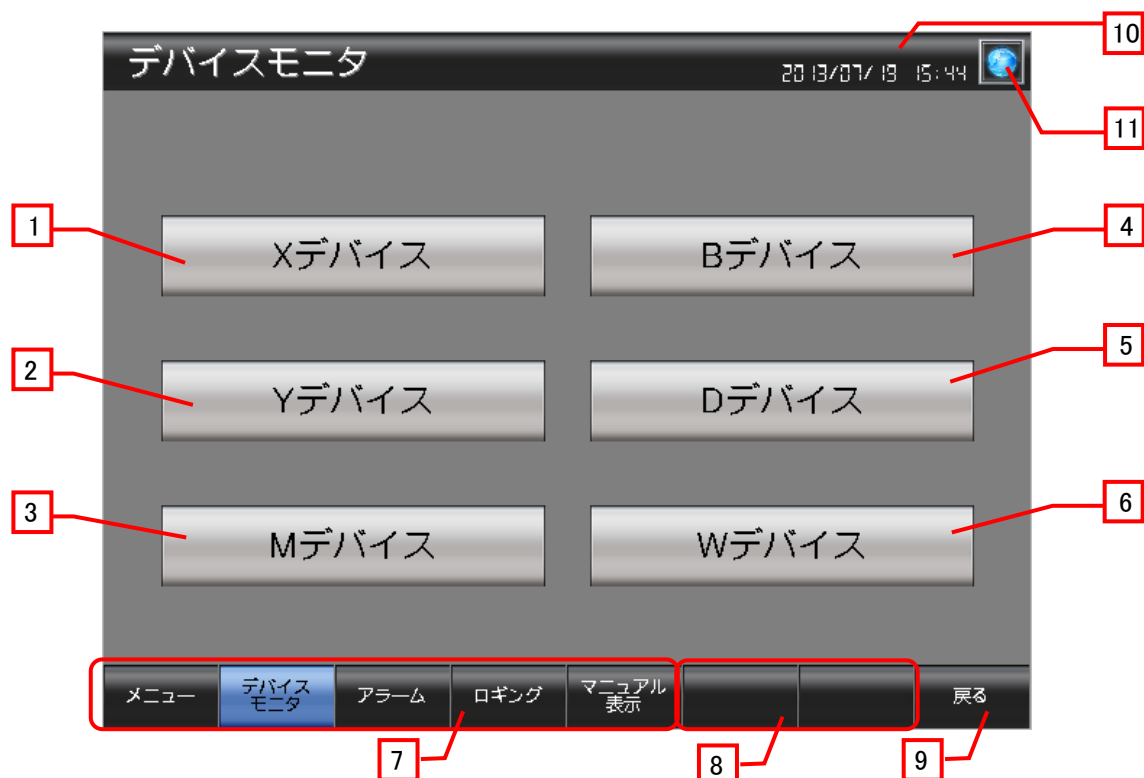 10
デバイスモニタ
2013/07/19 15:44
11
1
Xデバイス
Bデバイス
4
2
Yデバイス
Dデバイス
5
3
Mデバイス
Wデバイス
6
メニュー
デバイス
モニタ
アラーム
ロギング
マニュアル
表示
戻る
7
8
9